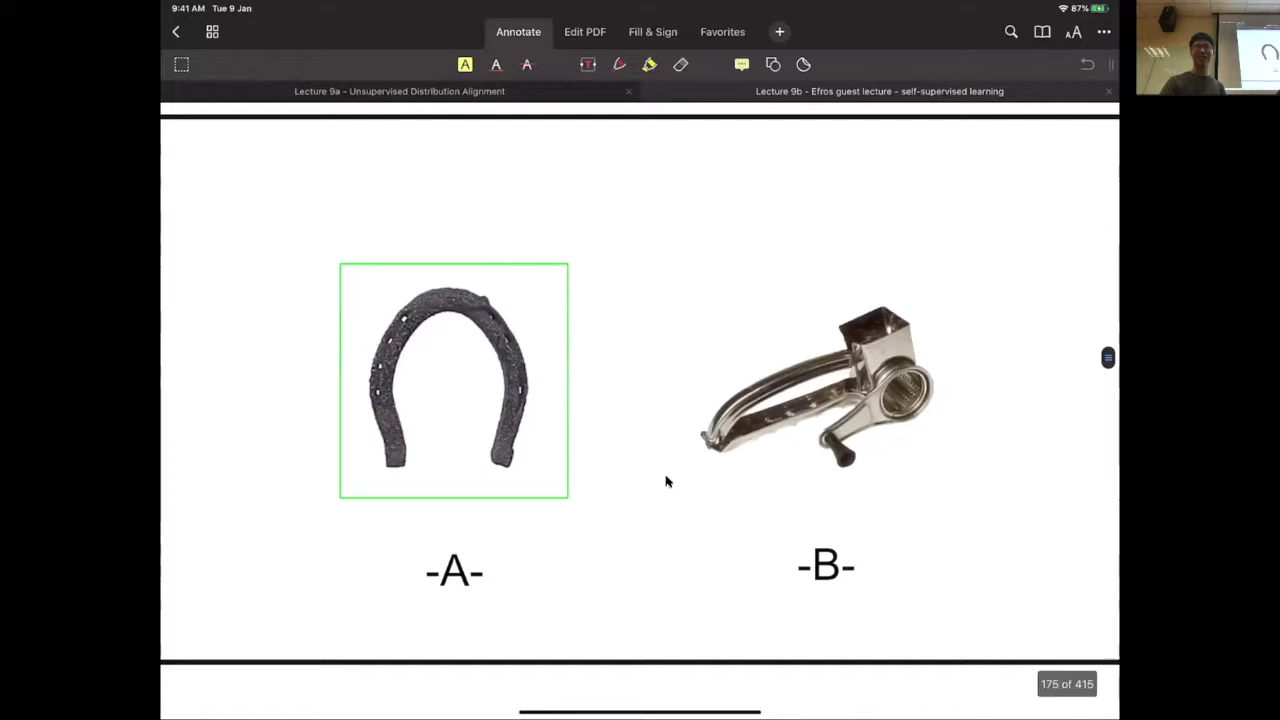 9:41 AM Tue 9 Jan
87%
Annotate
Edit PDF
Fill & Sign
Favorites
AA
A
A
A
T
Lecture 9a - Unsupervised Distribution Alignment
Lecture 9b - Efros guest lecture - self-supervised learning
-A-
-B-
175 of 415